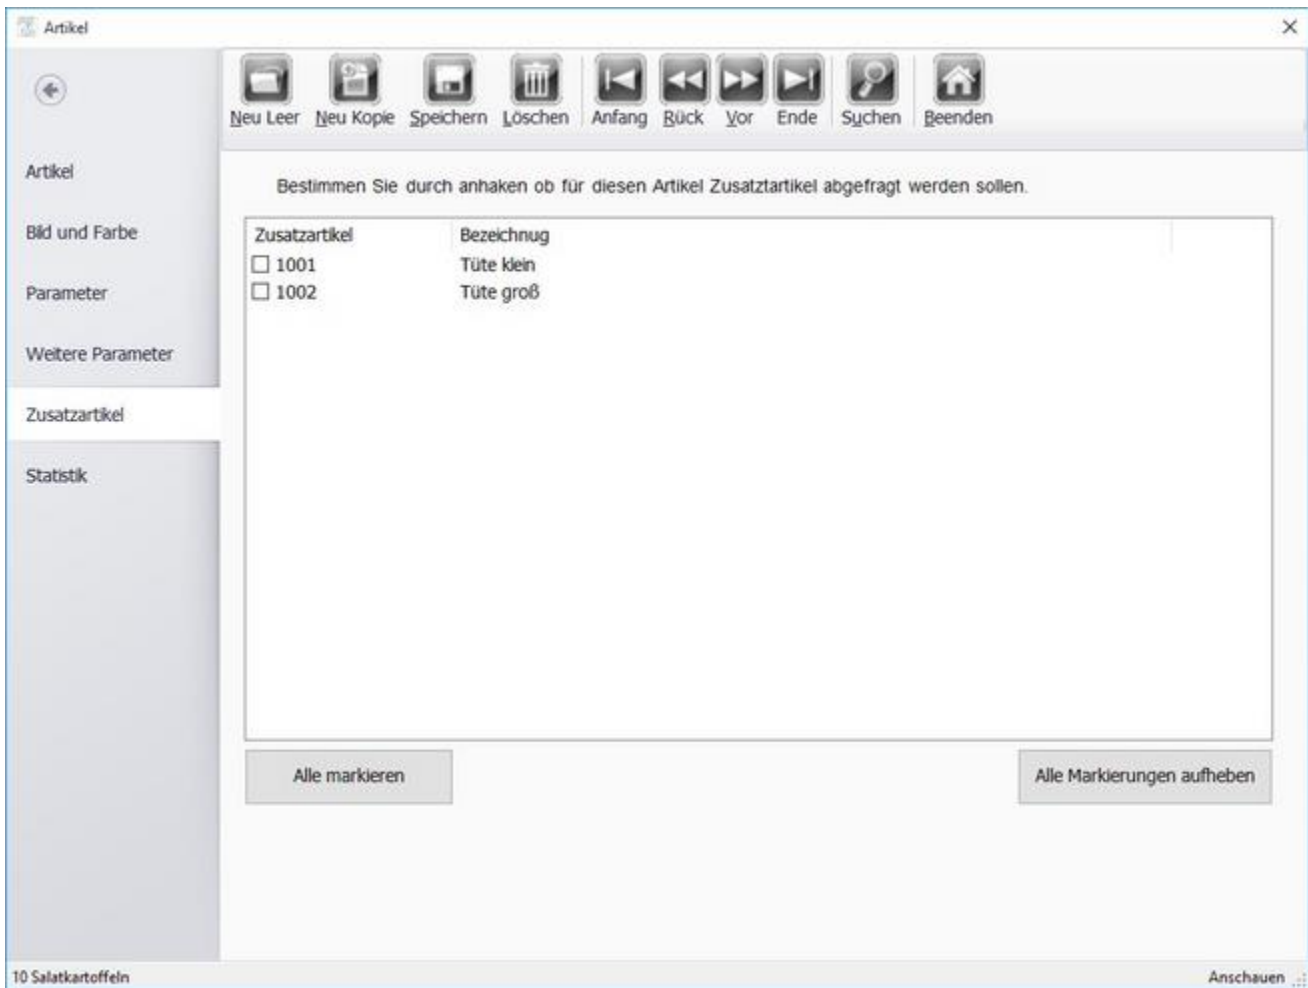 Artikel
Neu Leer Neu Kopie Speichern Löschen Anfang Rück Vor Ende Suchen Beenden
Artikel
Bild und Farbe
Parameter
Weitere Parameter
Zusatzartikel
Statistik
Bestimmen Sie durch anhaken ob für diesen Artikel Zusatztartikel abgefragt werden sollen.
Zusatzartikel Bezeichnug
1001 Tüte klein
1002 Tüte groß
Alle markieren Alle Markierungen aufheben
10 Salatkartoffeln Anschauen